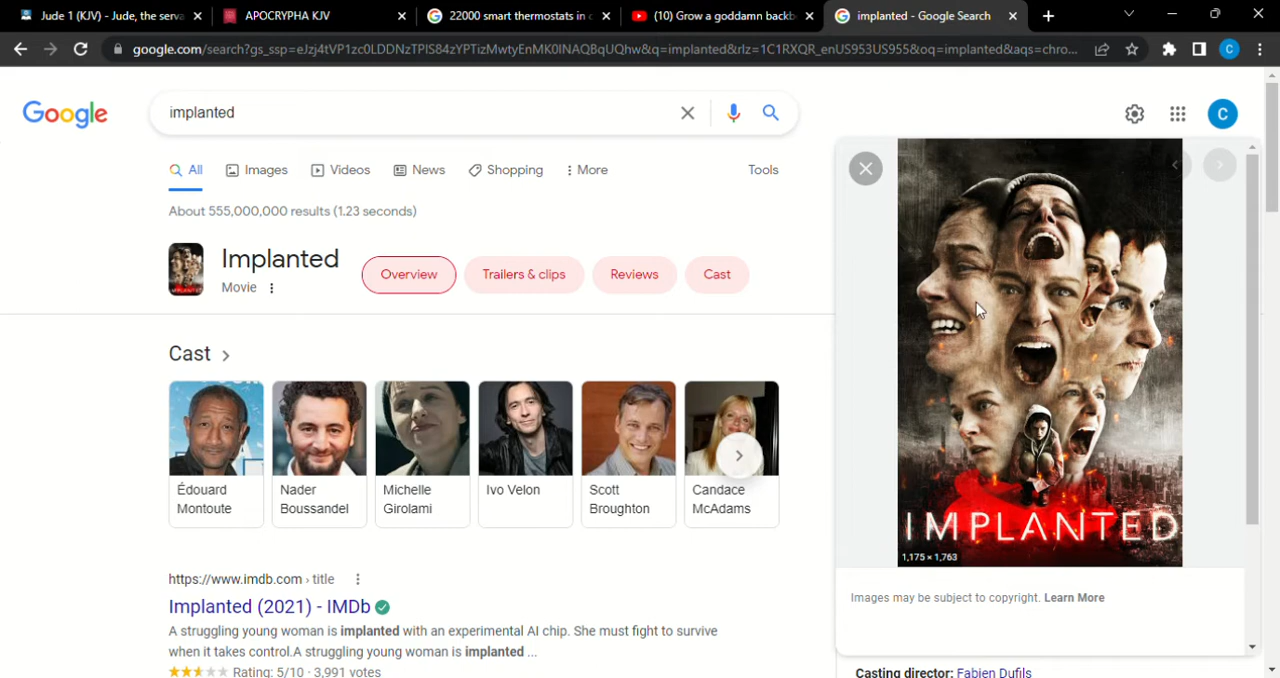 Jude 1 (KJV) - Jude, the serva
APOCRYPHA KJV
22000 smart thermostats in c
(10) Grow a goddamn backb
implanted - Google Search
google.com/search?gs_ssp=eJzj4tVP1zc0LDDNzTPIS84zYPTizMwtyEnMK0lNAQBqUQhw&q=implanted&rlz=1C1RXQR_enUS953US955&oq=implanted&aqs=chro...
C
Google
implanted
C
All
Images
Videos
News
Shopping
More
Tools
About 555,000,000 results (1.23 seconds)
Implanted
Movie
Overview
Trailers & clips
Reviews
Cast
Cast
Édouard
Montoute
Nader
Boussandel
Michelle
Girolami
Ivo Velon
Scott
Broughton
Candace
McAdams
https://www.imdb.com › title
Implanted (2021) - IMDb
A struggling young woman is implanted with an experimental AI chip. She must fight to survive
when it takes control.A struggling young woman is implanted ...
Rating: 5/10 · 3,991 votes
IMPLANTED
1,175 × 1,763
Images may be subject to copyright. Learn More
Casting director: Fabien Dufils